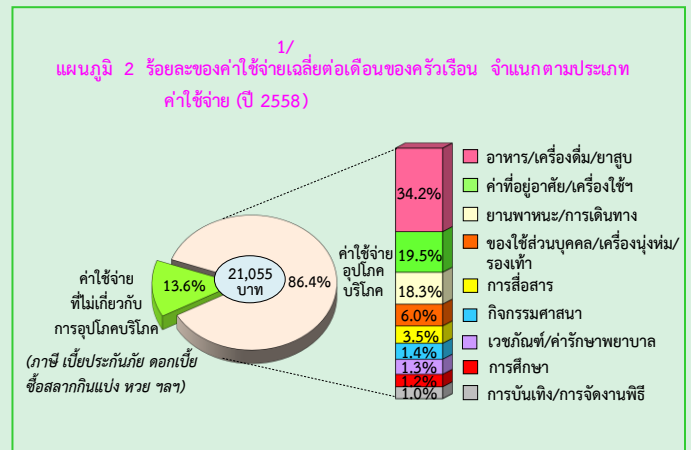 1/
แผนภูมิ 2 ร้อยละของค่าใช้จ่ายเฉลี่ยต่อเดือนของครัวเรือน จำแนกตามประเภท
ค่าใช้จ่าย (ปี 2558)
ค่าใช้จ่าย
ที่ไม่เกี่ยวกับ
การอุปโภคบริโภค
13.6%
21,055
บาท
86.4%
ค่าใช้จ่าย
อุปโภค
บริโภค
(ภาษี เบี้ยประกันภัย ดอกเบี้ย
ซื้อสลากกินแบ่ง หวย ฯลฯ)
34.2%
19.5%
18.3%
6.0%
3.5%
1.4%
1.3%
1.2%
1.0%
อาหาร/เครื่องดื่ม/ยาสูบ
ค่าที่อยู่อาศัย/เครื่องใช้ฯ
ยานพาหนะ/การเดินทาง
ของใช้ส่วนบุคคล/เครื่องนุ่งห่ม/
รองเท้า
การสื่อสาร
กิจกรรมศาสนา
เวชภัณฑ์/ค่ารักษาพยาบาล
การศึกษา
การบันเทิง/การจัดงานพิธี